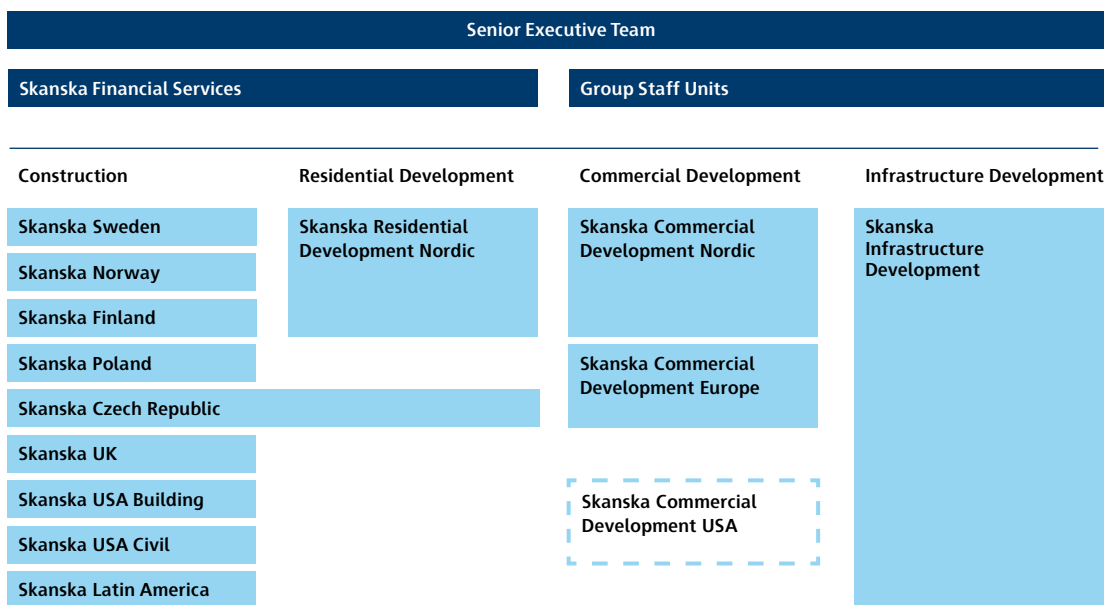 Senior Executive Team
Skanska Financial Services
Group Staff Units
Construction
Residential Development
Commercial Development
Infrastructure Development
Skanska Sweden
Skanska Norway
Skanska Finland
Skanska Poland
Skanska Czech Republic
Skanska UK
Skanska USA Building
Skanska USA Civil
Skanska Latin America
Skanska Residential
Development Nordic
Skanska Commercial
Development Nordic
Skanska Commercial
Development Europe
Skanska Commercial
Development USA
Skanska
Infrastructure
Development